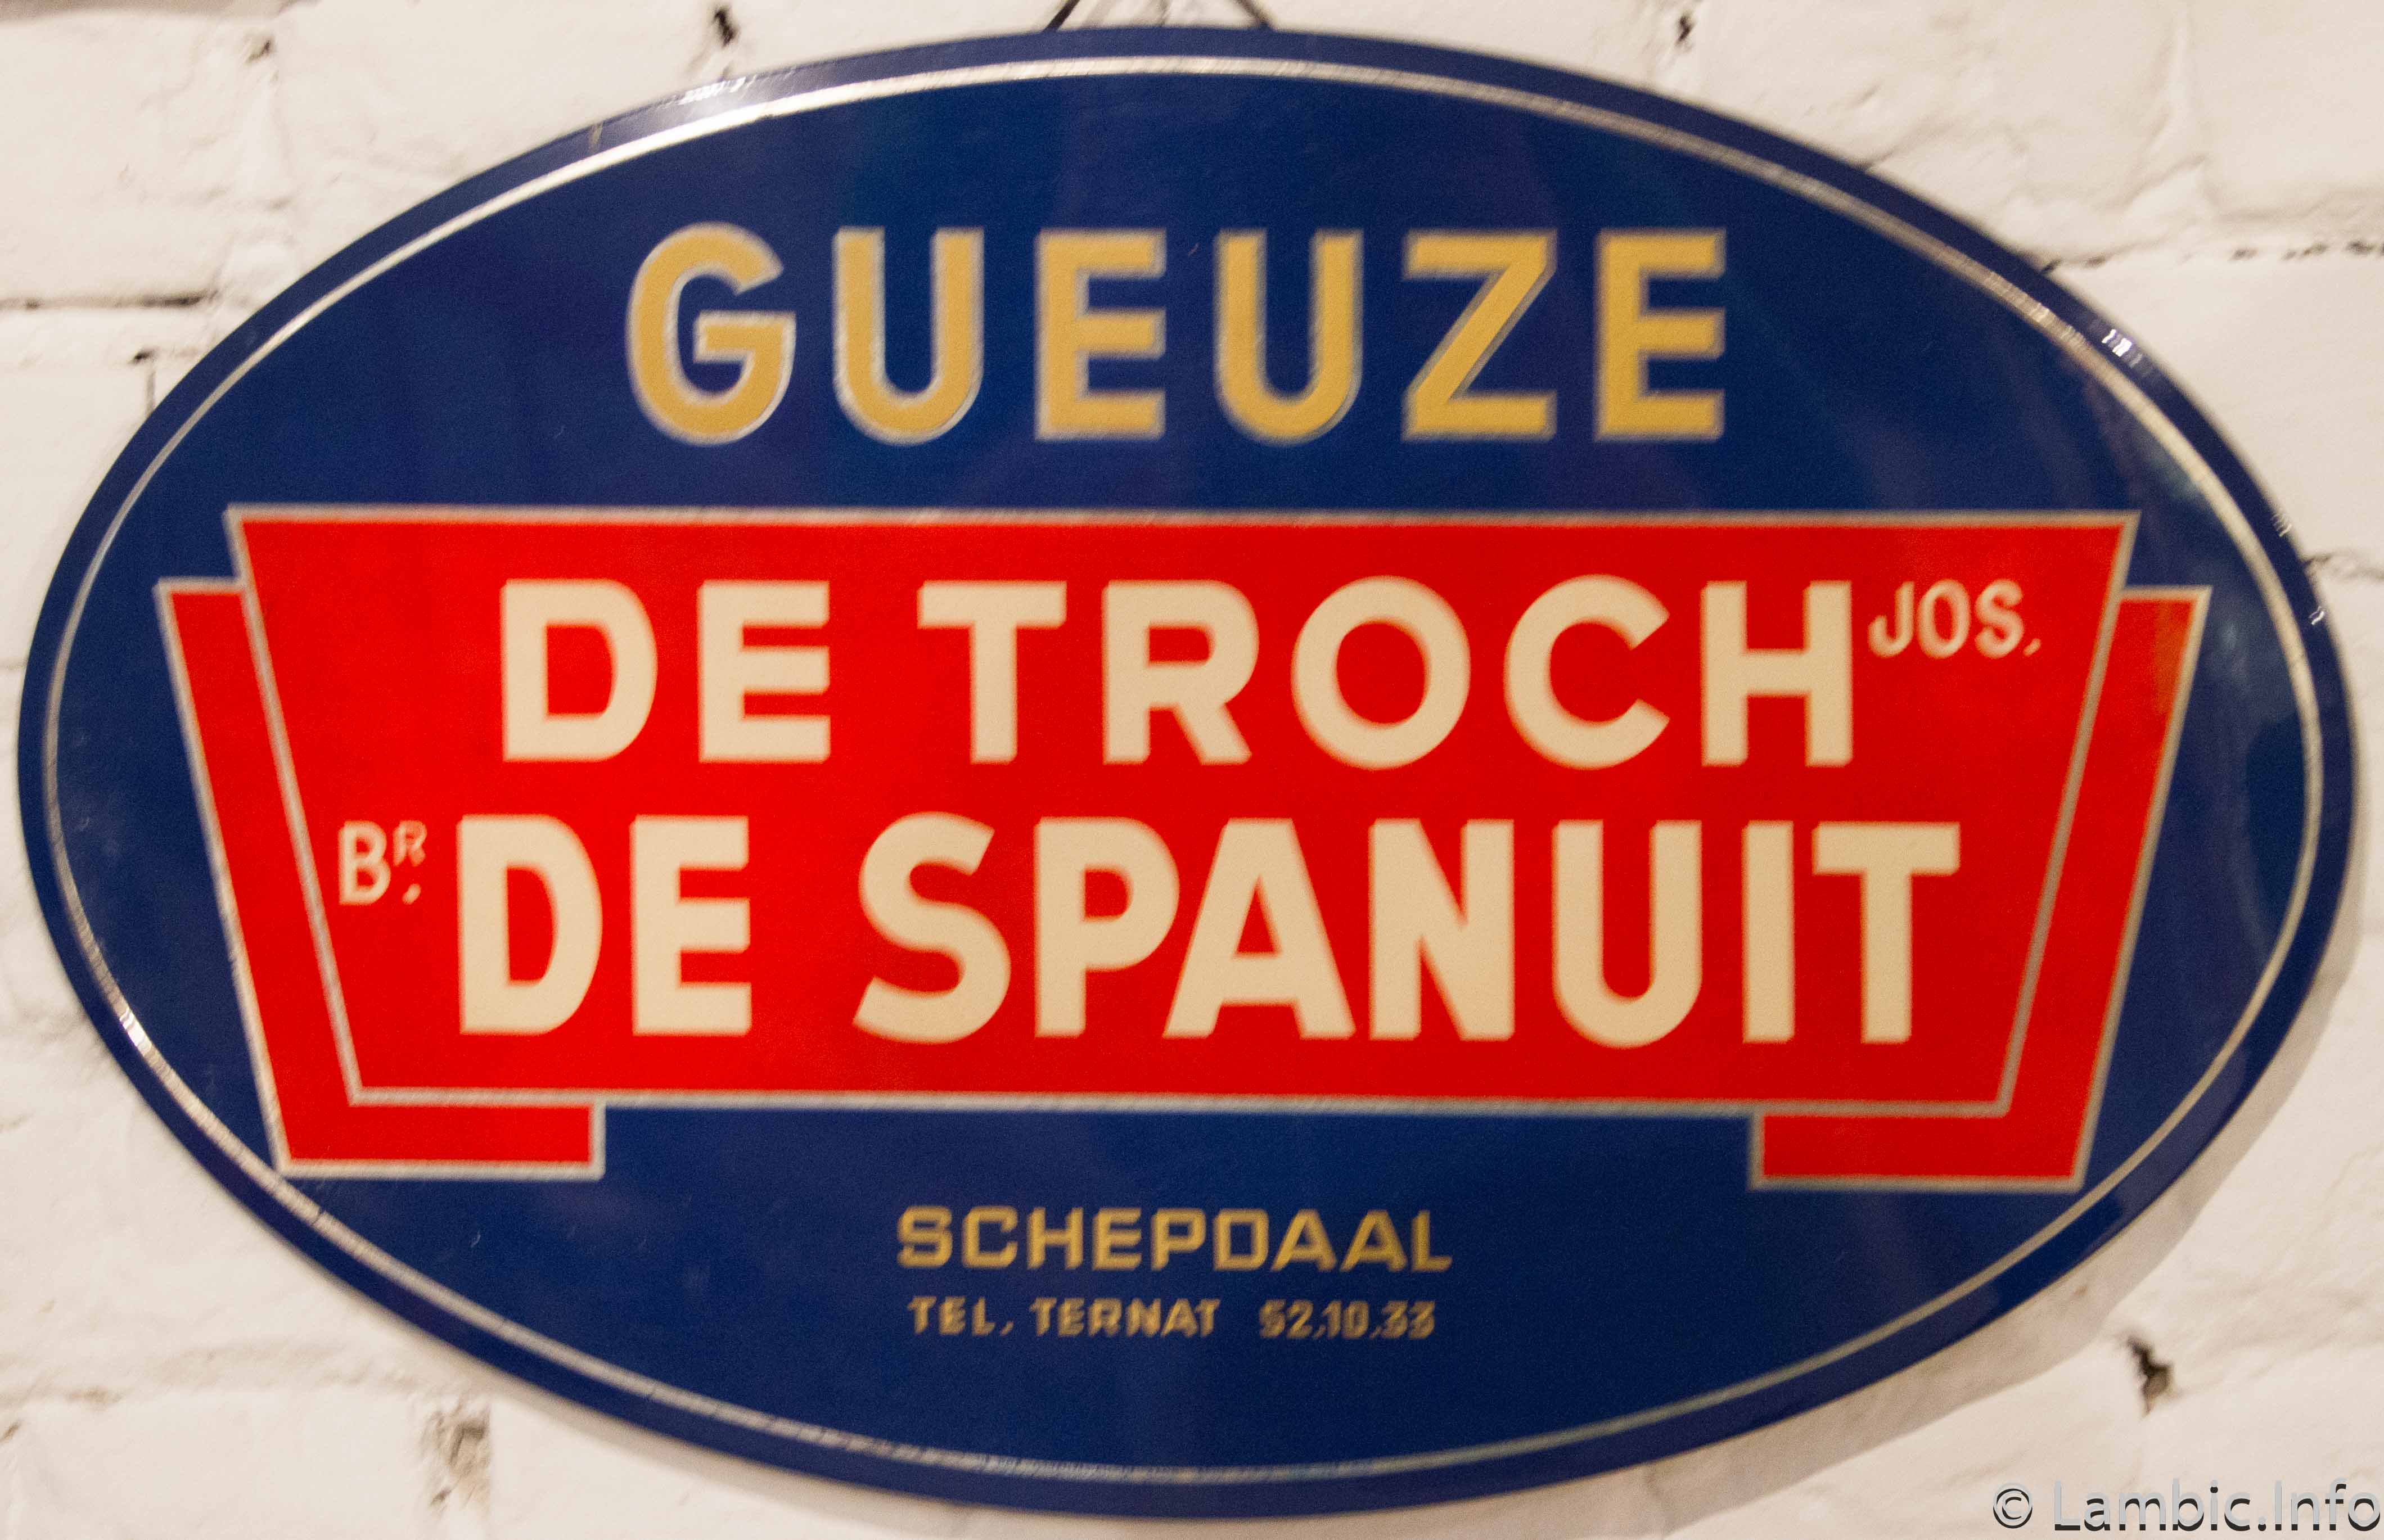 GUEUZE
DE TROCH JOS.
BR. DE SPANUIT
SCHEPDAAL
TEL. TERNAT 52.10.33
© Lambic.Info